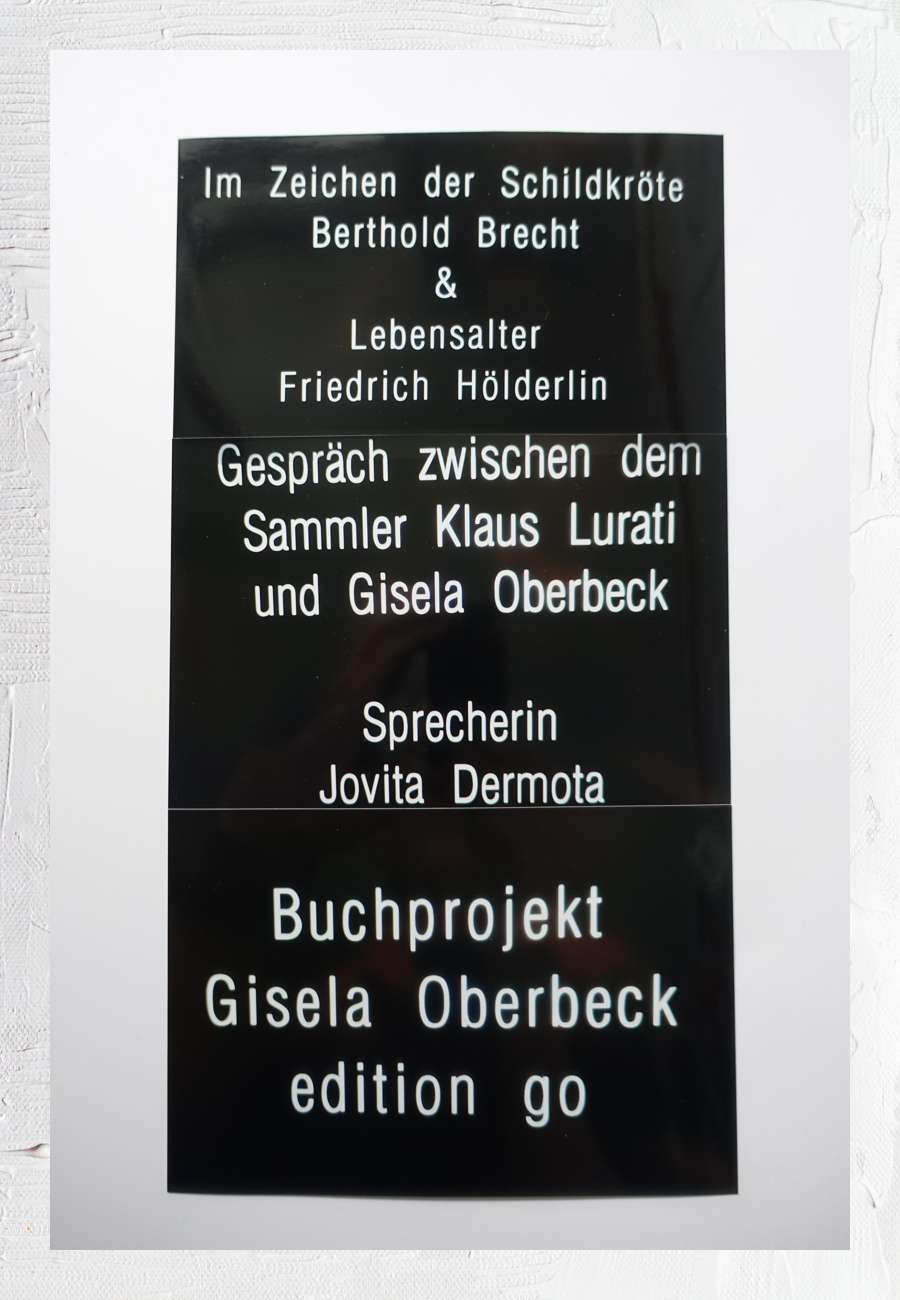 Im Zeichen der Schildkröte
Berthold Brecht
&
Lebensalter
Friedrich Hölderlin
Gespräch zwischen dem
Sammler Klaus Lurati
und Gisela Oberbeck
Sprecherin
Jovita Dermota
Buchprojekt
Gisela Oberbeck
edition go